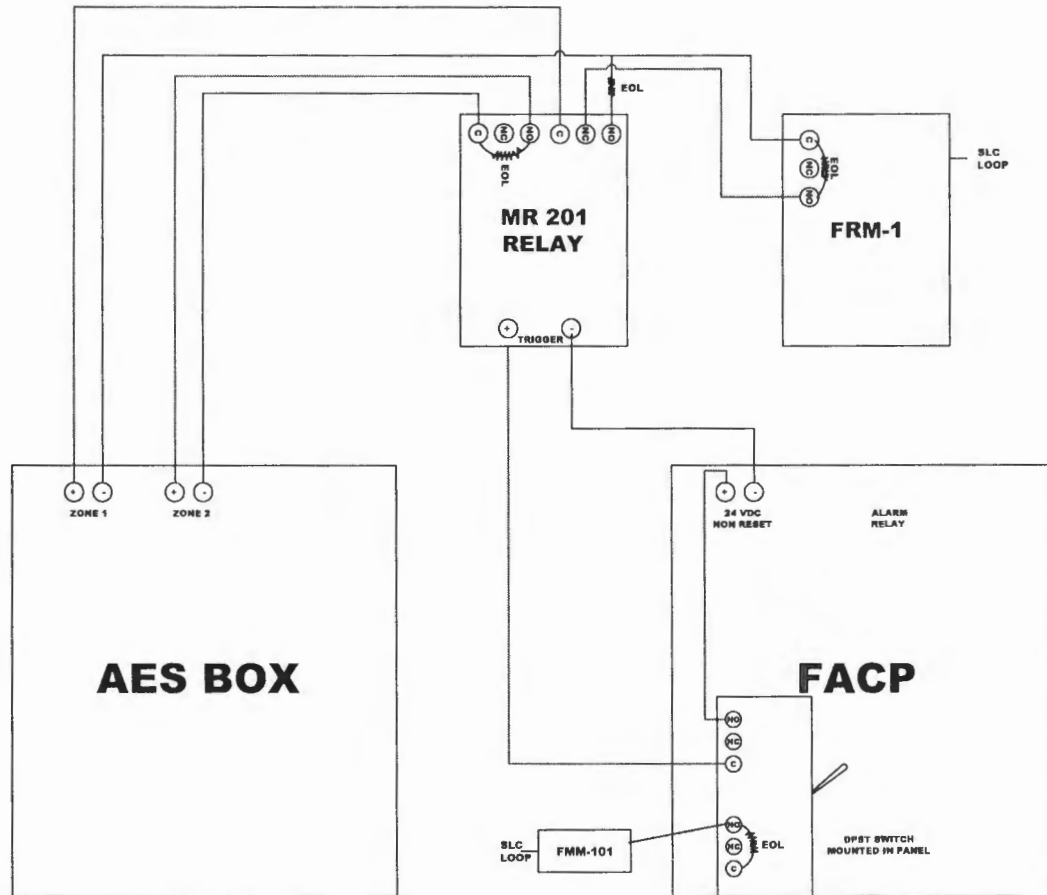 EOL
C NC NO C NC NO
EOL
MR 201
RELAY
+ TRIGGER -
C
NC
NO
EOL
FRM-1
SLC
LOOP
+ - + -
ZONE 1 ZONE 2
AES BOX
+ -
24 VDC
NON RESET
ALARM
RELAY
FACP
NO
NC
C
NO
NC
C
EOL
DPST SWITCH
MOUNTED IN PANEL
SLC
LOOP
FMM-101